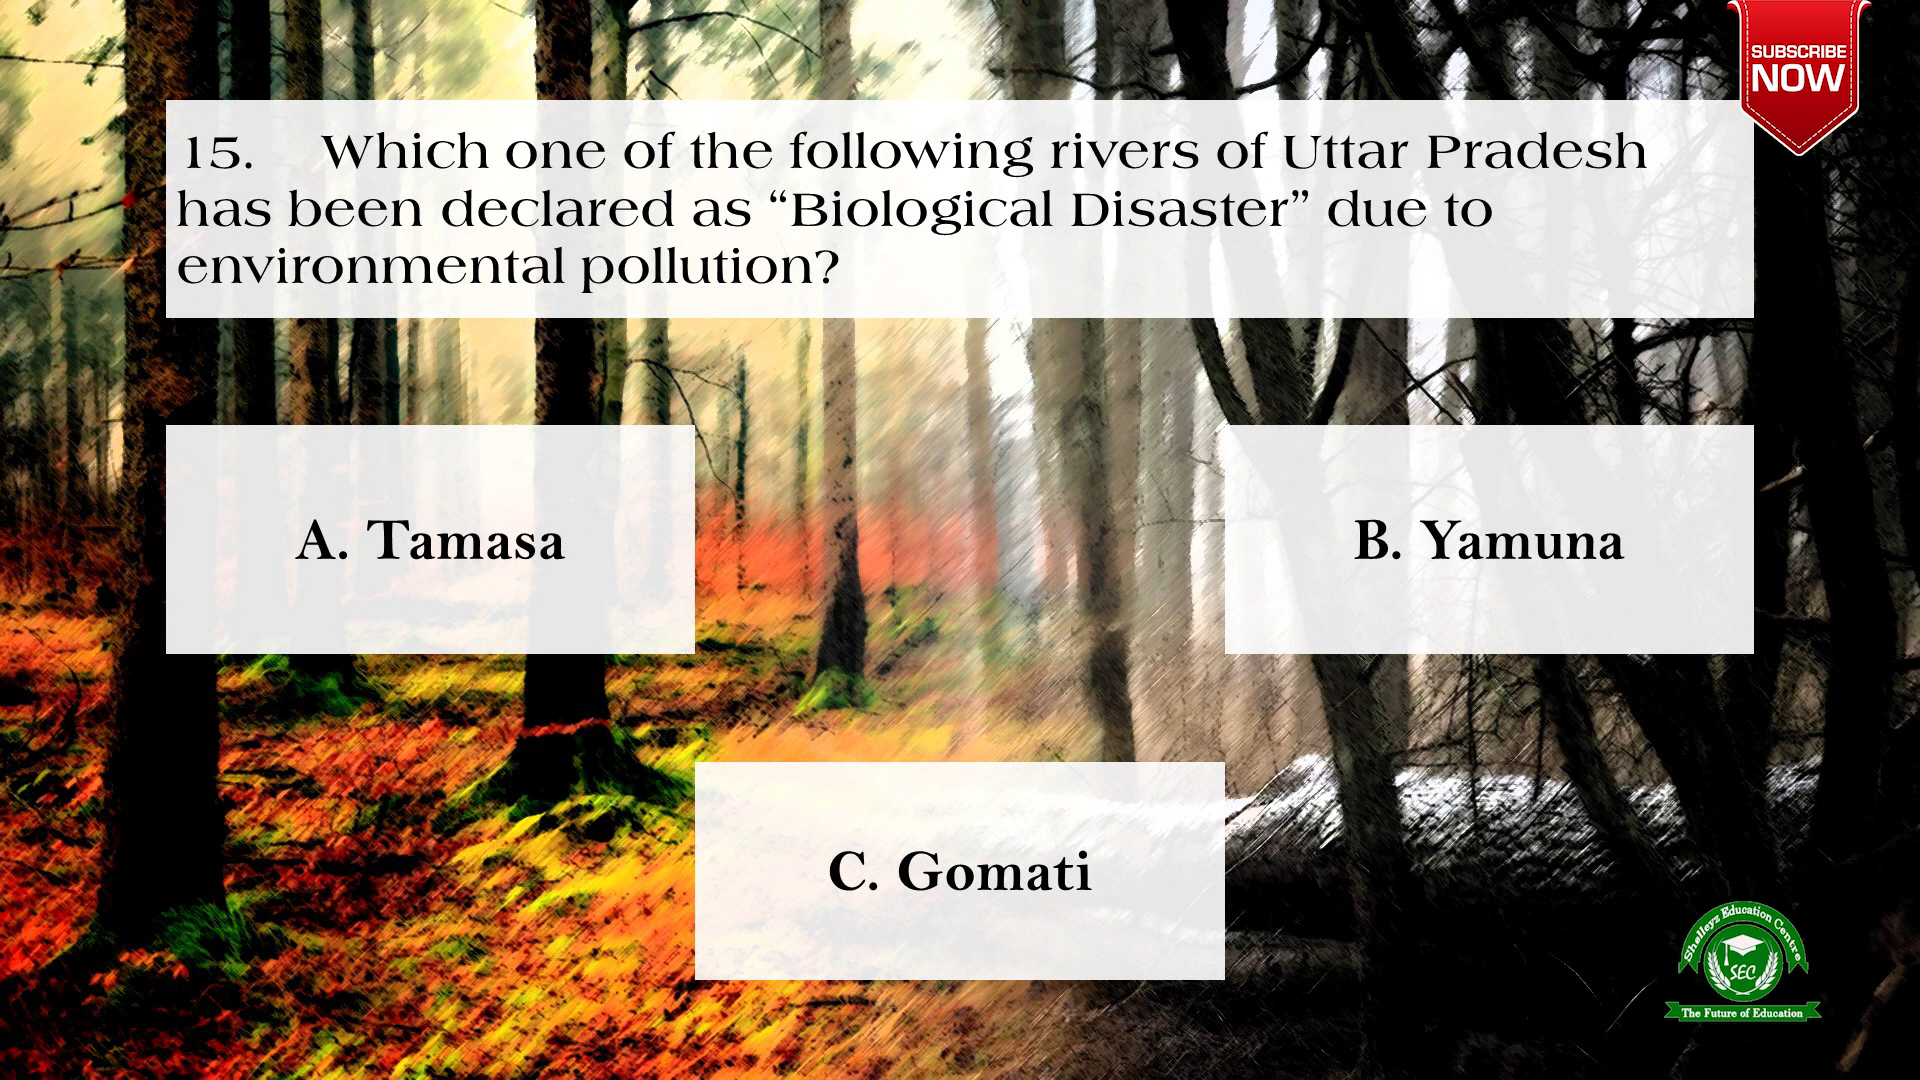 SUBSCRIBE
NOW
15. Which one of the following rivers of Uttar Pradesh
has been declared as “Biological Disaster” due to
environmental pollution?
A. Tamasa
B. Yamuna
C. Gomati
Shelleyz Education Centre
SEC
The Future of Education